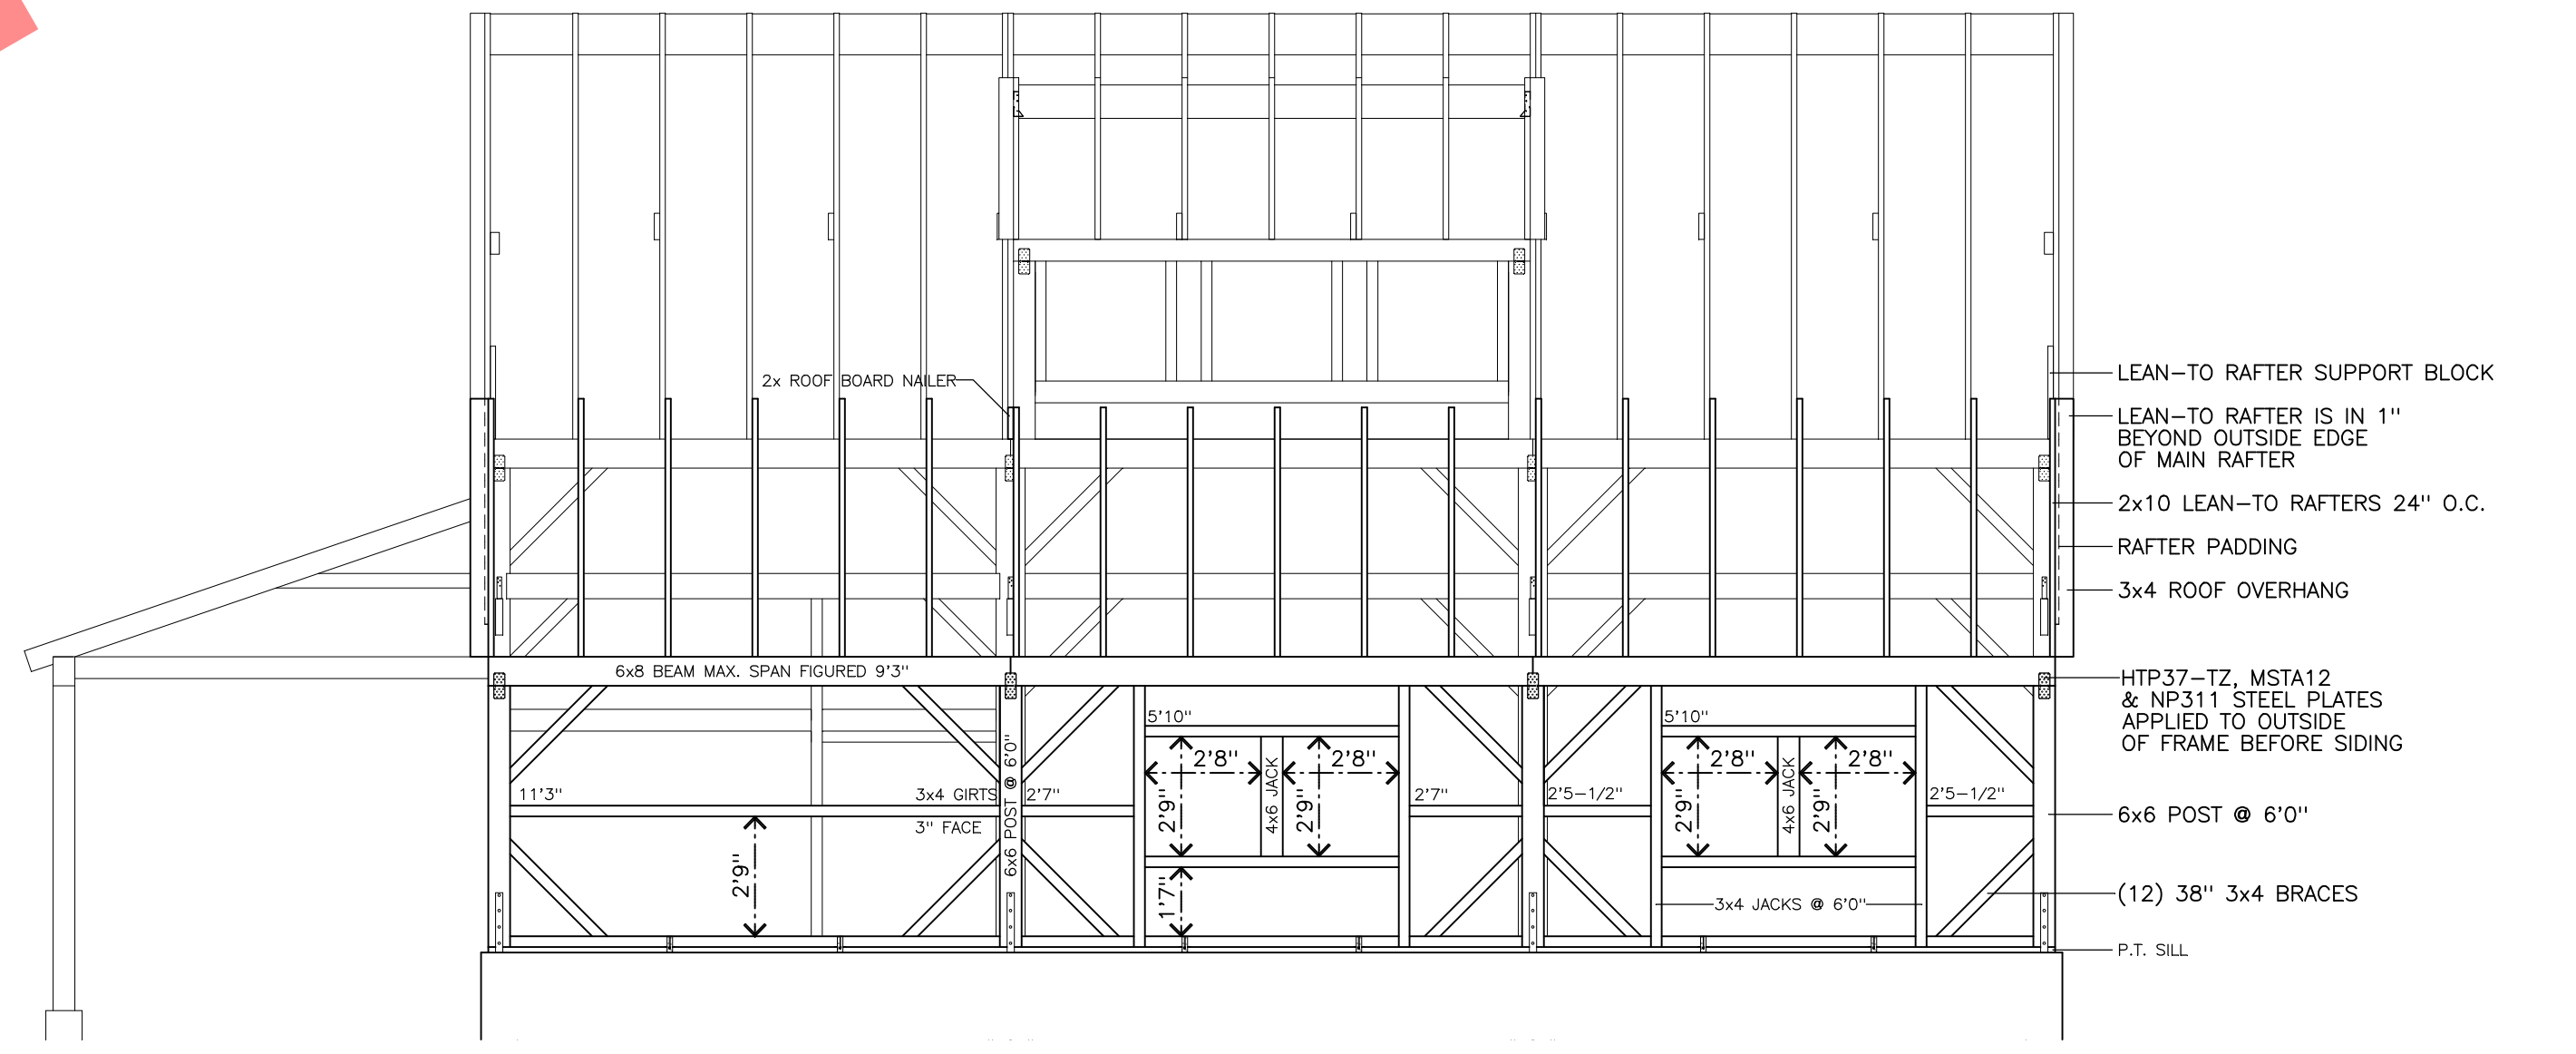 2x ROOF BOARD NAILER
LEAN-TO RAFTER SUPPORT BLOCK
LEAN-TO RAFTER IS IN 1"
BEYOND OUTSIDE EDGE
OF MAIN RAFTER
2x10 LEAN-TO RAFTERS 24" O.C.
RAFTER PADDING
3x4 ROOF OVERHANG
6x8 BEAM MAX. SPAN FIGURED 9'3"
HTP37-TZ, MSTA12
& NP311 STEEL PLATES
APPLIED TO OUTSIDE
OF FRAME BEFORE SIDING
5'10"
5'10"
2'8"
2'8"
2'8"
2'8"
11'3"
3x4 GIRTS
3" FACE
6x6 POST @ 6'0"
2'7"
2'9"
4x6 JACK
2'9"
2'7"
2'5-1/2"
2'9"
4x6 JACK
2'9"
2'5-1/2"
6x6 POST @ 6'0"
2'9"
1'7"
3x4 JACKS @ 6'0"
(12) 38" 3x4 BRACES
P.T. SILL